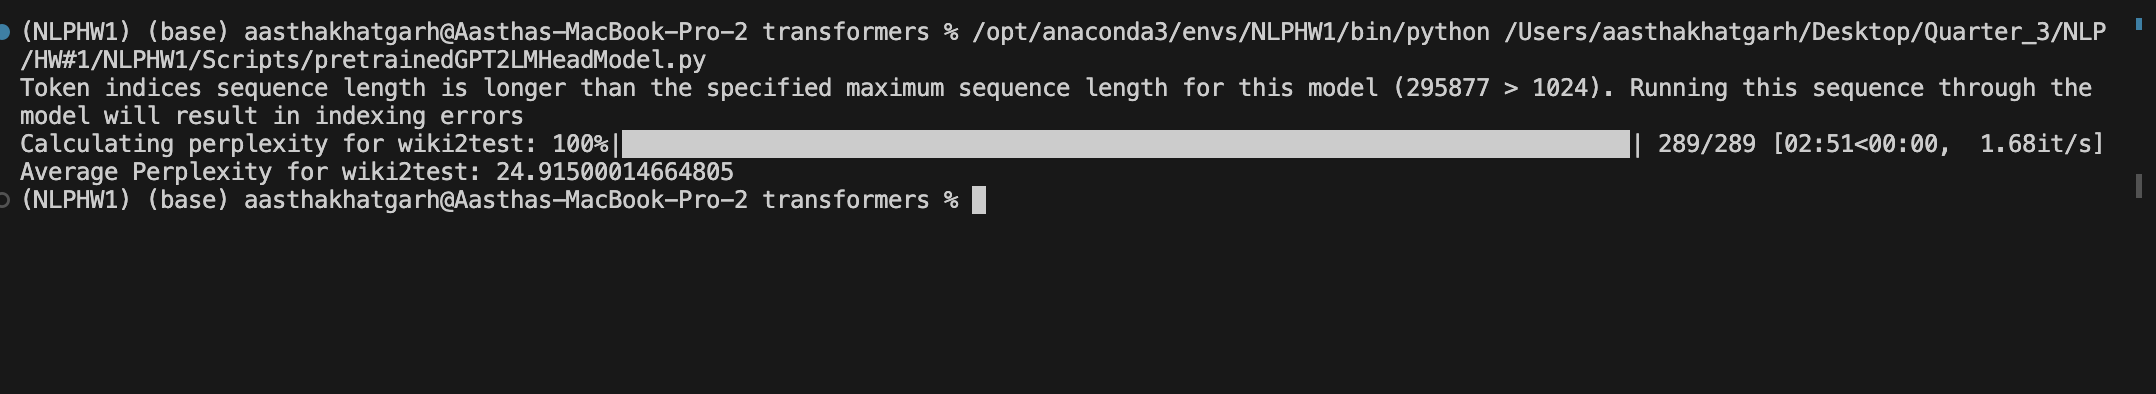 (NLPHW1) (base) aasthakhatgarh@Aasthas-MacBook-Pro-2 transformers % /opt/anaconda3/envs/NLPHW1/bin/python /Users/aasthakhatgarh/Desktop/Quarter_3/NLP
/HW#1/NLPHW1/Scripts/pretrainedGPT2LMHeadModel.py
Token indices sequence length is longer than the specified maximum sequence length for this model (295877 > 1024). Running this sequence through the
model will result in indexing errors
Calculating perplexity for wiki2test: 100%|██████████| 289/289 [02:51<00:00,  1.68it/s]
Average Perplexity for wiki2test: 24.91500014664805
(NLPHW1) (base) aasthakhatgarh@Aasthas-MacBook-Pro-2 transformers %